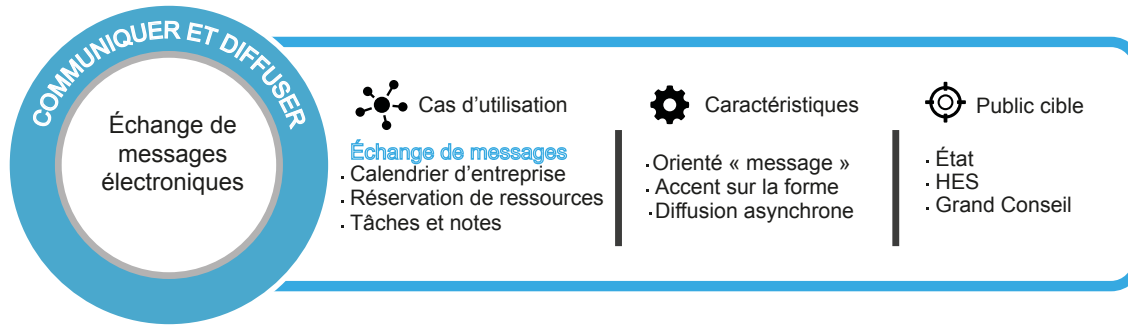 COMMUNIQUER ET DIFFUSER
Échange de
messages
électroniques
Cas d'utilisation
Échange de messages
. Calendrier d'entreprise
. Réservation de ressources
. Tâches et notes
Caractéristiques
. Orienté « message »
. Accent sur la forme
. Diffusion asynchrone
Public cible
. État
. HES
. Grand Conseil